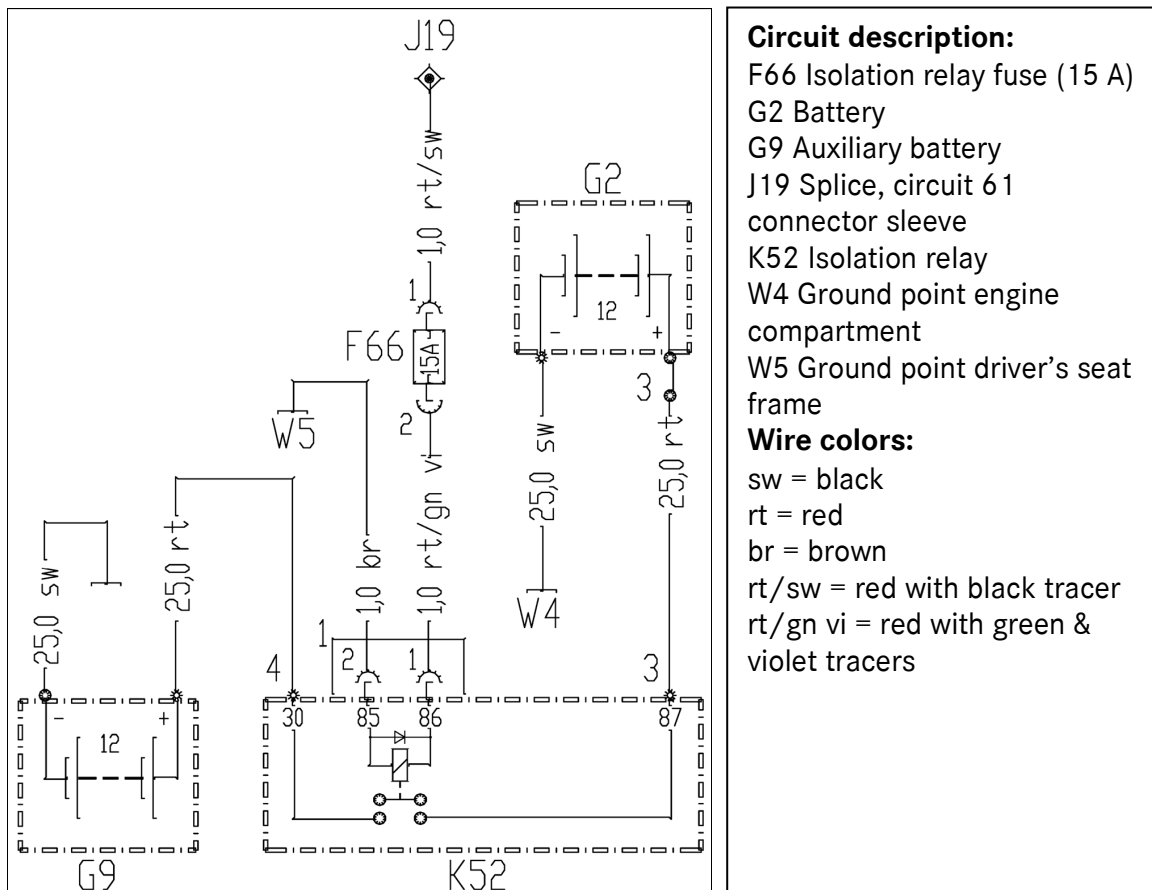 J19
1,0 rt/sw
G2
12
- +
1
F66
15A
2
3
W5
25,0 sw
25,0 rt
1,0 br
1,0 rt/gn vi
25,0 sw
25,0 rt
W4
1
4
2
1
3
- +
12
30
85
86
87
G9
K52
Circuit description:
F66 Isolation relay fuse (15 A)
G2 Battery
G9 Auxiliary battery
J19 Splice, circuit 61
connector sleeve
K52 Isolation relay
W4 Ground point engine
compartment
W5 Ground point driver's seat
frame
Wire colors:
sw = black
rt = red
br = brown
rt/sw = red with black tracer
rt/gn vi = red with green &
violet tracers